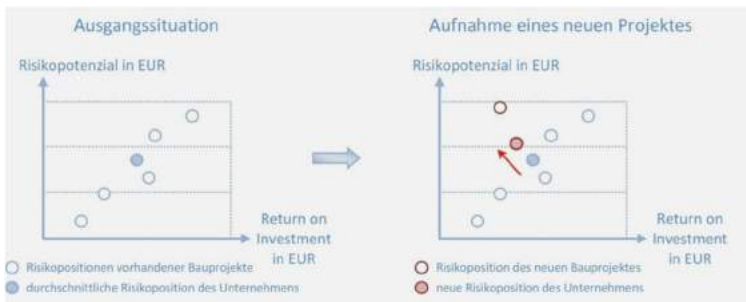 Ausgangssituation
Risikopotenzial in EUR
Return on
Investment
in EUR
Risikopositionen vorhandener Bauprojekte
durchschnittliche Risikoposition des Unternehmens
Aufnahme eines neuen Projektes
Risikopotenzial in EUR
Return on
Investment
in EUR
Risikoposition des neuen Bauprojektes
neue Risikoposition des Unternehmens